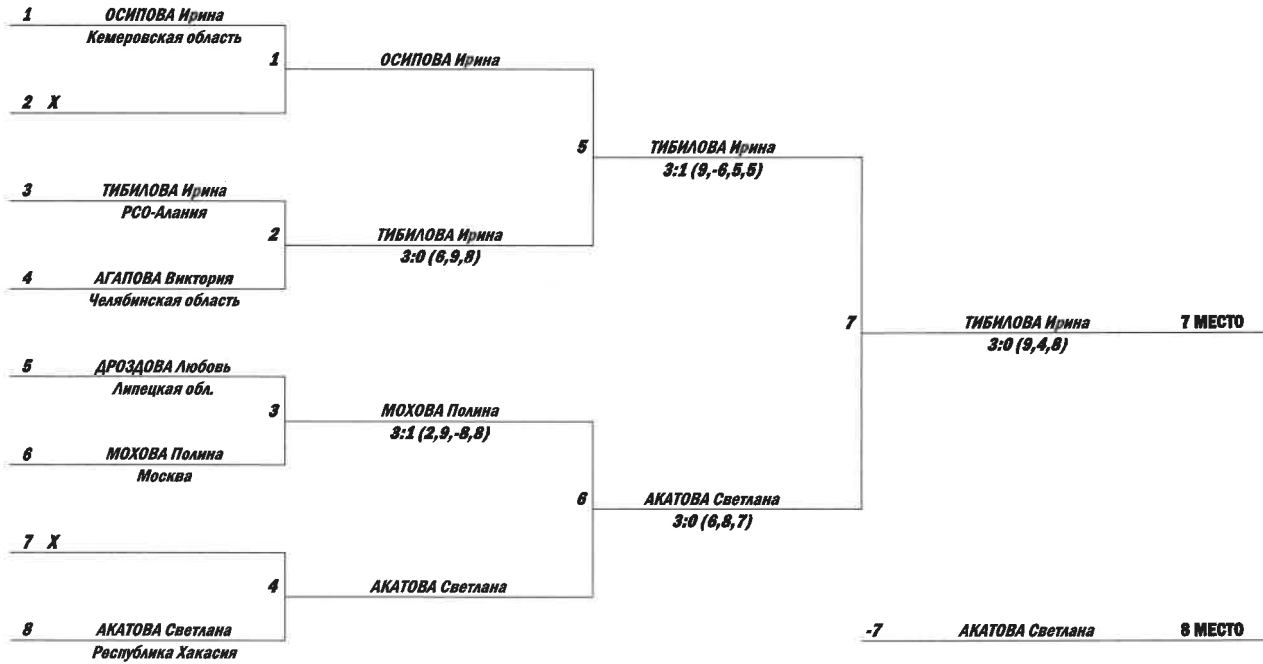 1 ОСИПОВА Ирина
Кемеровская область
1 ОСИПОВА Ирина
2 X
5 ТИБИЛОВА Ирина
3:1 (9,-6,5,5)
3 ТИБИЛОВА Ирина
РСО-Алания
2 ТИБИЛОВА Ирина
3:0 (6,9,8)
4 АГАПОВА Виктория
Челябинская область
7 ТИБИЛОВА Ирина 7 МЕСТО
3:0 (9,4,8)
5 ДРОЗДОВА Любовь
Липецкая обл.
3 МОХОВА Полина
3:1 (2,9,-8,8)
6 МОХОВА Полина
Москва
6 АКАТОВА Светлана
3:0 (6,8,7)
7 X
4 АКАТОВА Светлана
8 АКАТОВА Светлана
Республика Хакасия
-7 АКАТОВА Светлана 8 МЕСТО